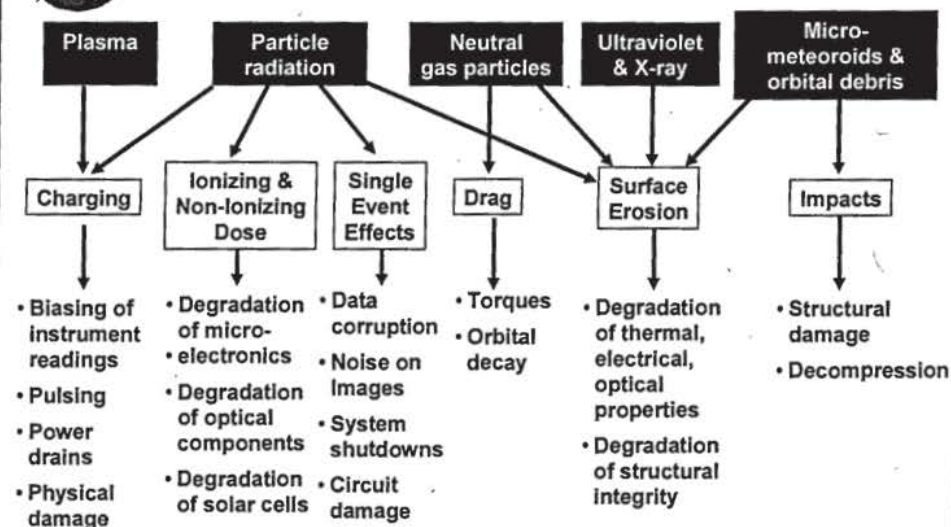 Plasma
Particle
radiation
Neutral
gas particles
Ultraviolet
& X-ray
Micro-
meteoroids &
orbital debris
Charging
Ionizing &
Non-Ionizing
Dose
Single
Event
Effects
Drag
Surface
Erosion
Impacts
• Biasing of
instrument
readings
• Pulsing
• Power
drains
• Physical
damage
• Degradation
of micro-
• electronics
• Degradation
of optical
components
• Degradation
of solar cells
• Data
corruption
• Noise on
Images
• System
shutdowns
• Circuit
damage
• Torques
• Orbital
decay
• Degradation
of thermal,
electrical,
optical
properties
• Degradation
of structural
integrity
• Structural
damage
• Decompression